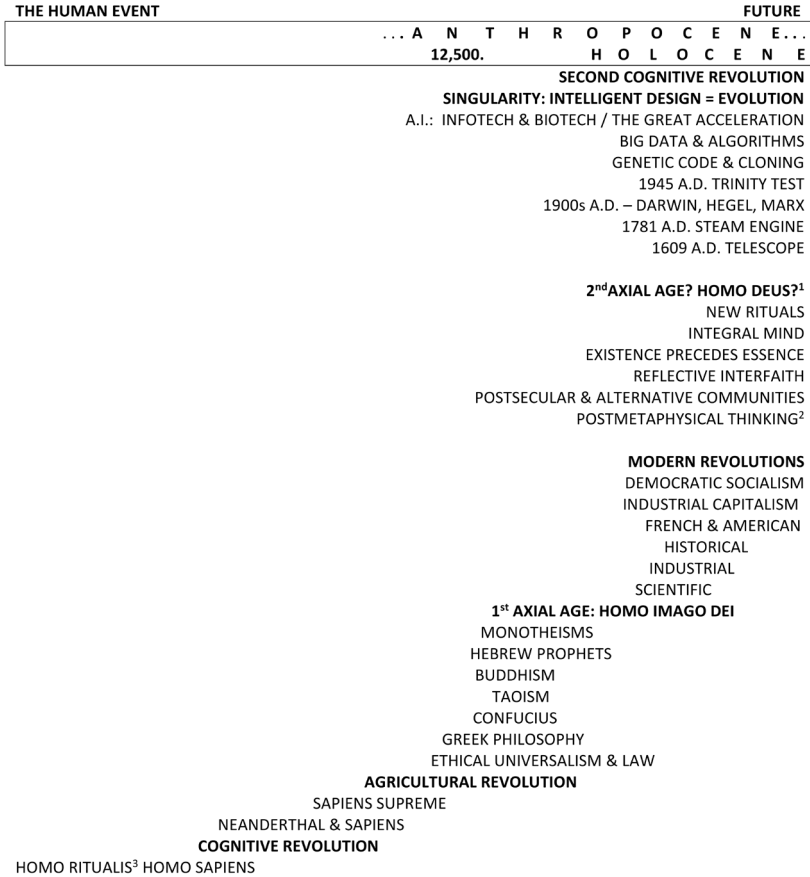 THE HUMAN EVENT FUTURE
... A N T H R O P O C E N E...
12,500. H O L O C E N E
SECOND COGNITIVE REVOLUTION
SINGULARITY: INTELLIGENT DESIGN = EVOLUTION
A.I.: INFOTECH & BIOTECH / THE GREAT ACCELERATION
BIG DATA & ALGORITHMS
GENETIC CODE & CLONING
1945 A.D. TRINITY TEST
1900s A.D. – DARWIN, HEGEL, MARX
1781 A.D. STEAM ENGINE
1609 A.D. TELESCOPE
2ndAXIAL AGE? HOMO DEUS?1
NEW RITUALS
INTEGRAL MIND
EXISTENCE PRECEDES ESSENCE
REFLECTIVE INTERFAITH
POSTSECULAR & ALTERNATIVE COMMUNITIES
POSTMETAPHYSICAL THINKING2
MODERN REVOLUTIONS
DEMOCRATIC SOCIALISM
INDUSTRIAL CAPITALISM
FRENCH & AMERICAN
HISTORICAL
INDUSTRIAL
SCIENTIFIC
1st AXIAL AGE: HOMO IMAGO DEI
MONOTHEISMS
HEBREW PROPHETS
BUDDHISM
TAOISM
CONFUCIUS
GREEK PHILOSOPHY
ETHICAL UNIVERSALISM & LAW
AGRICULTURAL REVOLUTION
SAPIENS SUPREME
NEANDERTHAL & SAPIENS
COGNITIVE REVOLUTION
HOMO RITUALIS3 HOMO SAPIENS